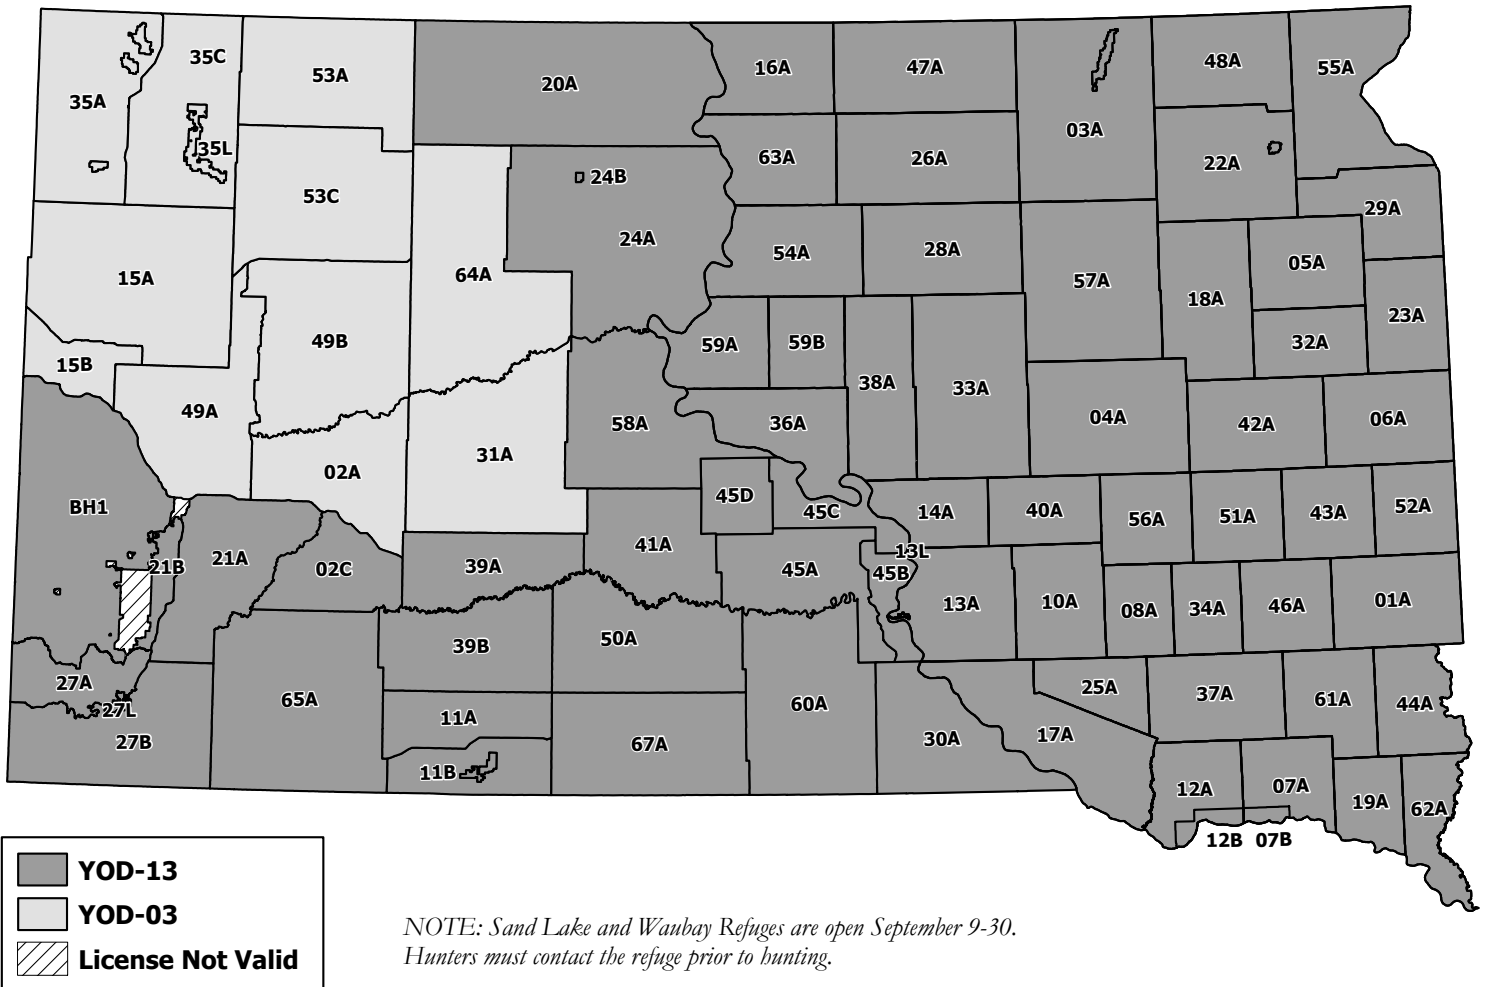 35C
53A
20A
16A
47A
48A
55A
35A
03A
35L
63A
26A
22A
24B
53C
29A
24A
54A
28A
05A
15A
64A
57A
18A
23A
49B
59A
59B
32A
15B
38A
33A
49A
58A
36A
04A
42A
06A
31A
02A
45D
BH1
45C
14A
40A
56A
51A
43A
52A
21A
41A
13L
21B
02C
39A
45A
45B
13A
10A
08A
34A
46A
01A
39B
50A
27A
65A
25A
37A
61A
44A
27L
11A
60A
27B
67A
30A
17A
11B
12A
07A
19A
62A
12B 07B
YOD-13
YOD-03
License Not Valid
NOTE: Sand Lake and Waubay Refuges are open September 9-30.
Hunters must contact the refuge prior to hunting.